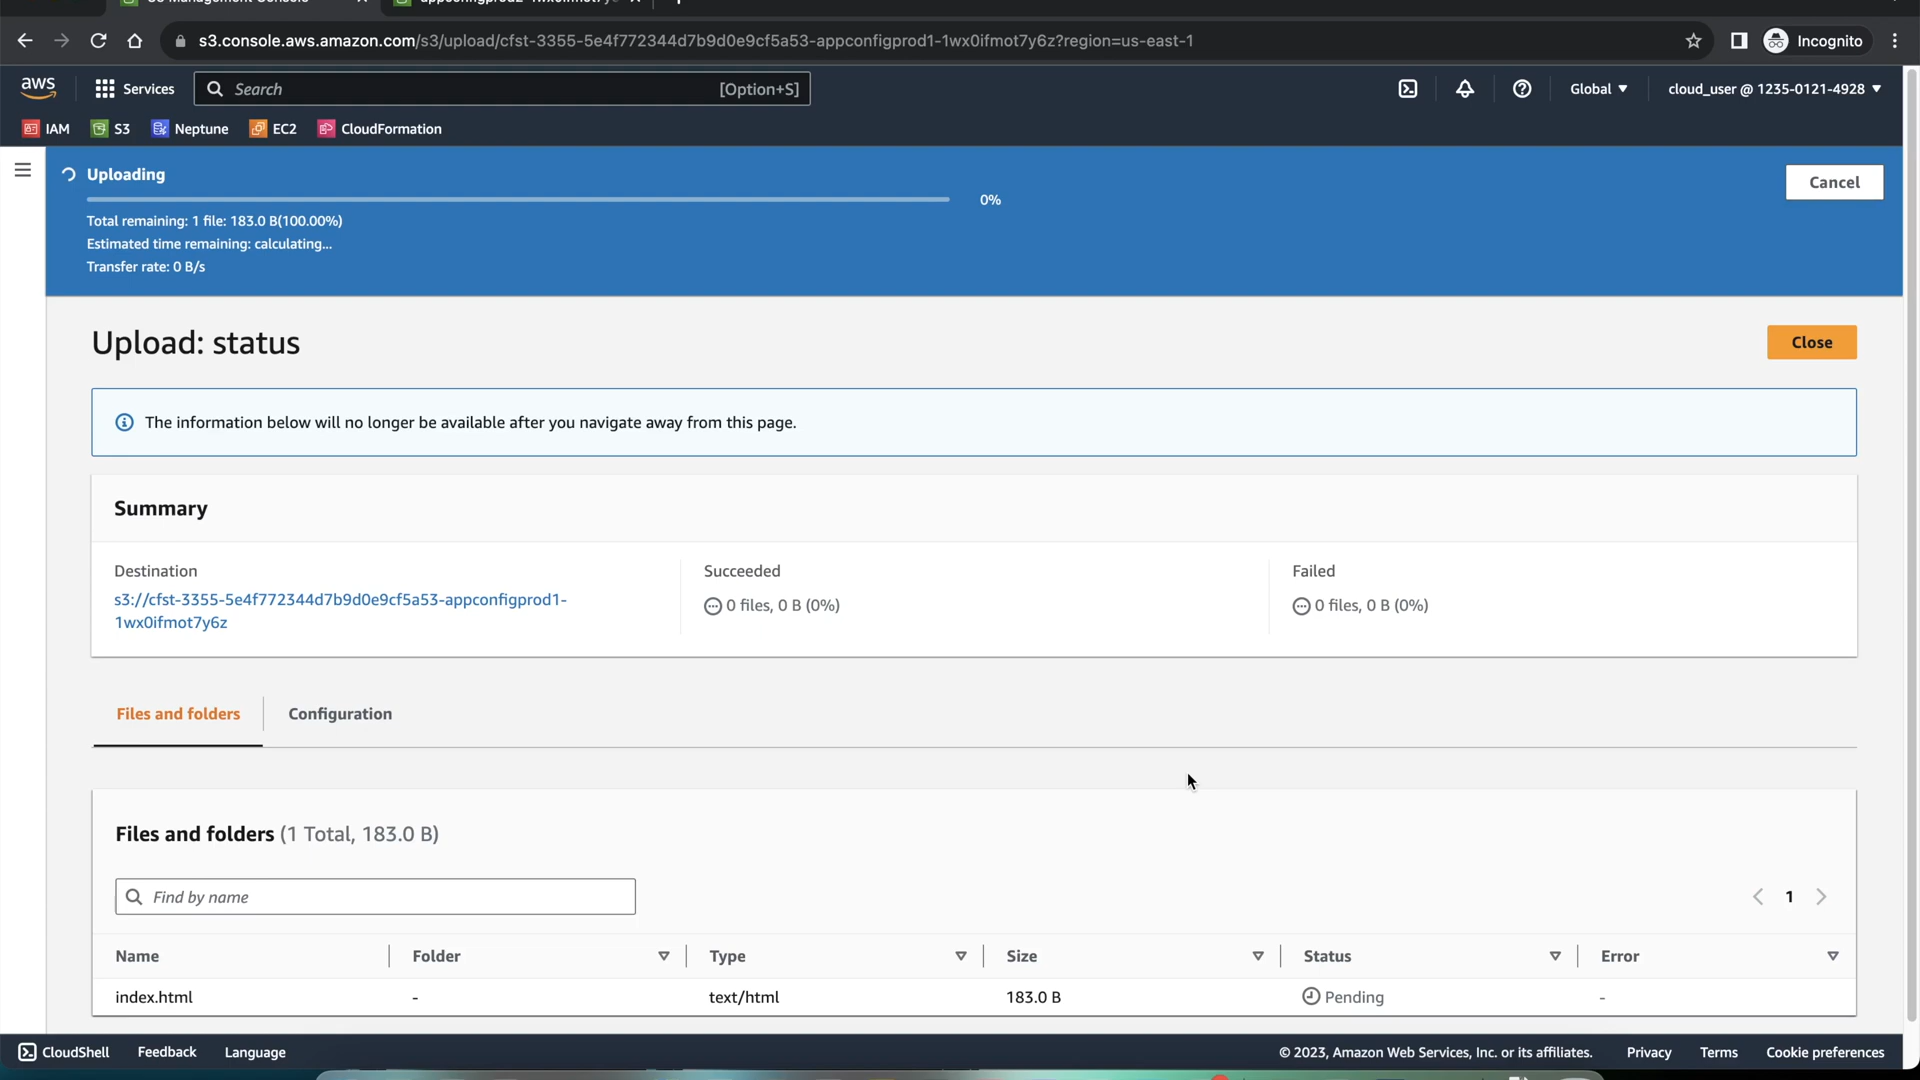 s3.console.aws.amazon.com/s3/upload/cfst-3355-5e4f772344d7b9d0e9cf5a53-appconfigprod1-1wx0ifmot7y6z?region=us-east-1
Incognito
aws
Services
Search
[Option+S]
Global
cloud_user @ 1235-0121-4928
IAM
S3
Neptune
EC2
CloudFormation
Uploading
0%
Cancel
Total remaining: 1 file: 183.0 B(100.00%)
Estimated time remaining: calculating...
Transfer rate: 0 B/s
Upload: status
Close
The information below will no longer be available after you navigate away from this page.
Summary
Destination
s3://cfst-3355-5e4f772344d7b9d0e9cf5a53-appconfigprod1-
1wx0ifmot7y6z
Succeeded
0 files, 0 B (0%)
Failed
0 files, 0 B (0%)
Files and folders
Configuration
Files and folders (1 Total, 183.0 B)
Find by name
1
Name
Folder
Type
Size
Status
Error
index.html
-
text/html
183.0 B
Pending
-
CloudShell
Feedback
Language
© 2023, Amazon Web Services, Inc. or its affiliates.
Privacy
Terms
Cookie preferences